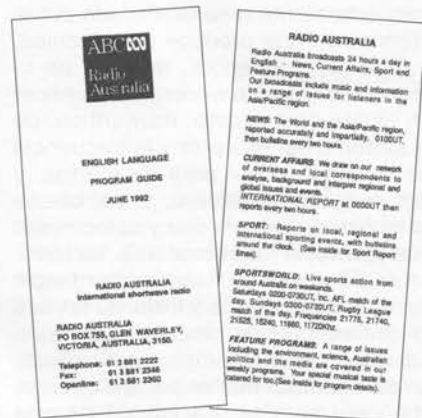 ABC
Radio
Australia
ENGLISH LANGUAGE
PROGRAM GUIDE
JUNE 1992
RADIO AUSTRALIA
international shortwave radio
RADIO AUSTRALIA
PO BOX 755, GLEN WAVERLEY,
VICTORIA, AUSTRALIA, 3150.
Telephone: 61 3 881 2222
Fax: 61 3 881 2346
Openline: 61 3 881 2300
RADIO AUSTRALIA
Radio Australia broadcasts 24 hours a day in
English - News, Current Affairs, Sport and
Feature Programs.
Our broadcasts include music and information
on a range of issues for listeners in the
Asia/Pacific region.
NEWS: The World and the Asia/Pacific region,
reported accurately and impartially. 0100UT,
then bulletins every two hours.
CURRENT AFFAIRS: We draw on our network
of overseas and local correspondents to
analyse, background and interpret regional and
global issues and events.
INTERNATIONAL REPORT at 0000UT then
reports every two hours.
SPORT: Reports on local, regional and
international sporting events, with bulletins
around the clock. (See inside for Sport Report
times).
SPORTSWORLD: Live sports action from
around Australia on weekends.
Saturdays 0200-0730UT, inc. AFL match of the
day. Sundays 0300-0730UT, Rugby League
match of the day. Frequencies 21775, 21740,
21525, 15240, 11880, 11720Khz.
FEATURE PROGRAMS: A range of issues
including the environment, science, Australian
politics and the media are covered in our
weekly programs. Your special musical taste is
catered for too.(See inside for program details).